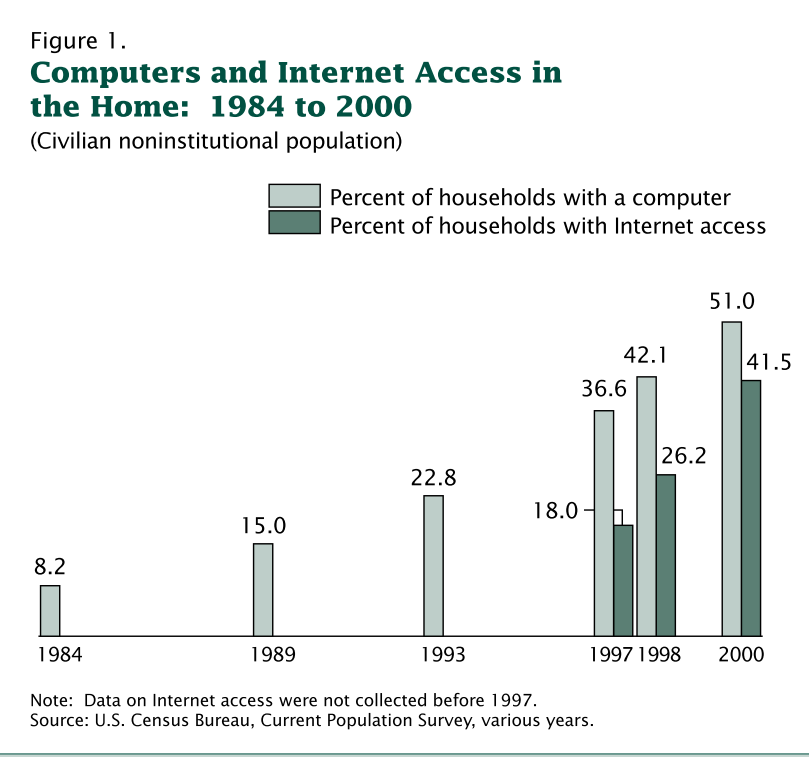 Figure 1.
Computers and Internet Access in
the Home: 1984 to 2000
(Civilian noninstitutional population)
Percent of households with a computer
Percent of households with Internet access
51.0
42.1
41.5
36.6
26.2
22.8
18.0
15.0
8.2
1984
1989
1993
1997
1998
2000
Note: Data on Internet access were not collected before 1997.
Source: U.S. Census Bureau, Current Population Survey, various years.